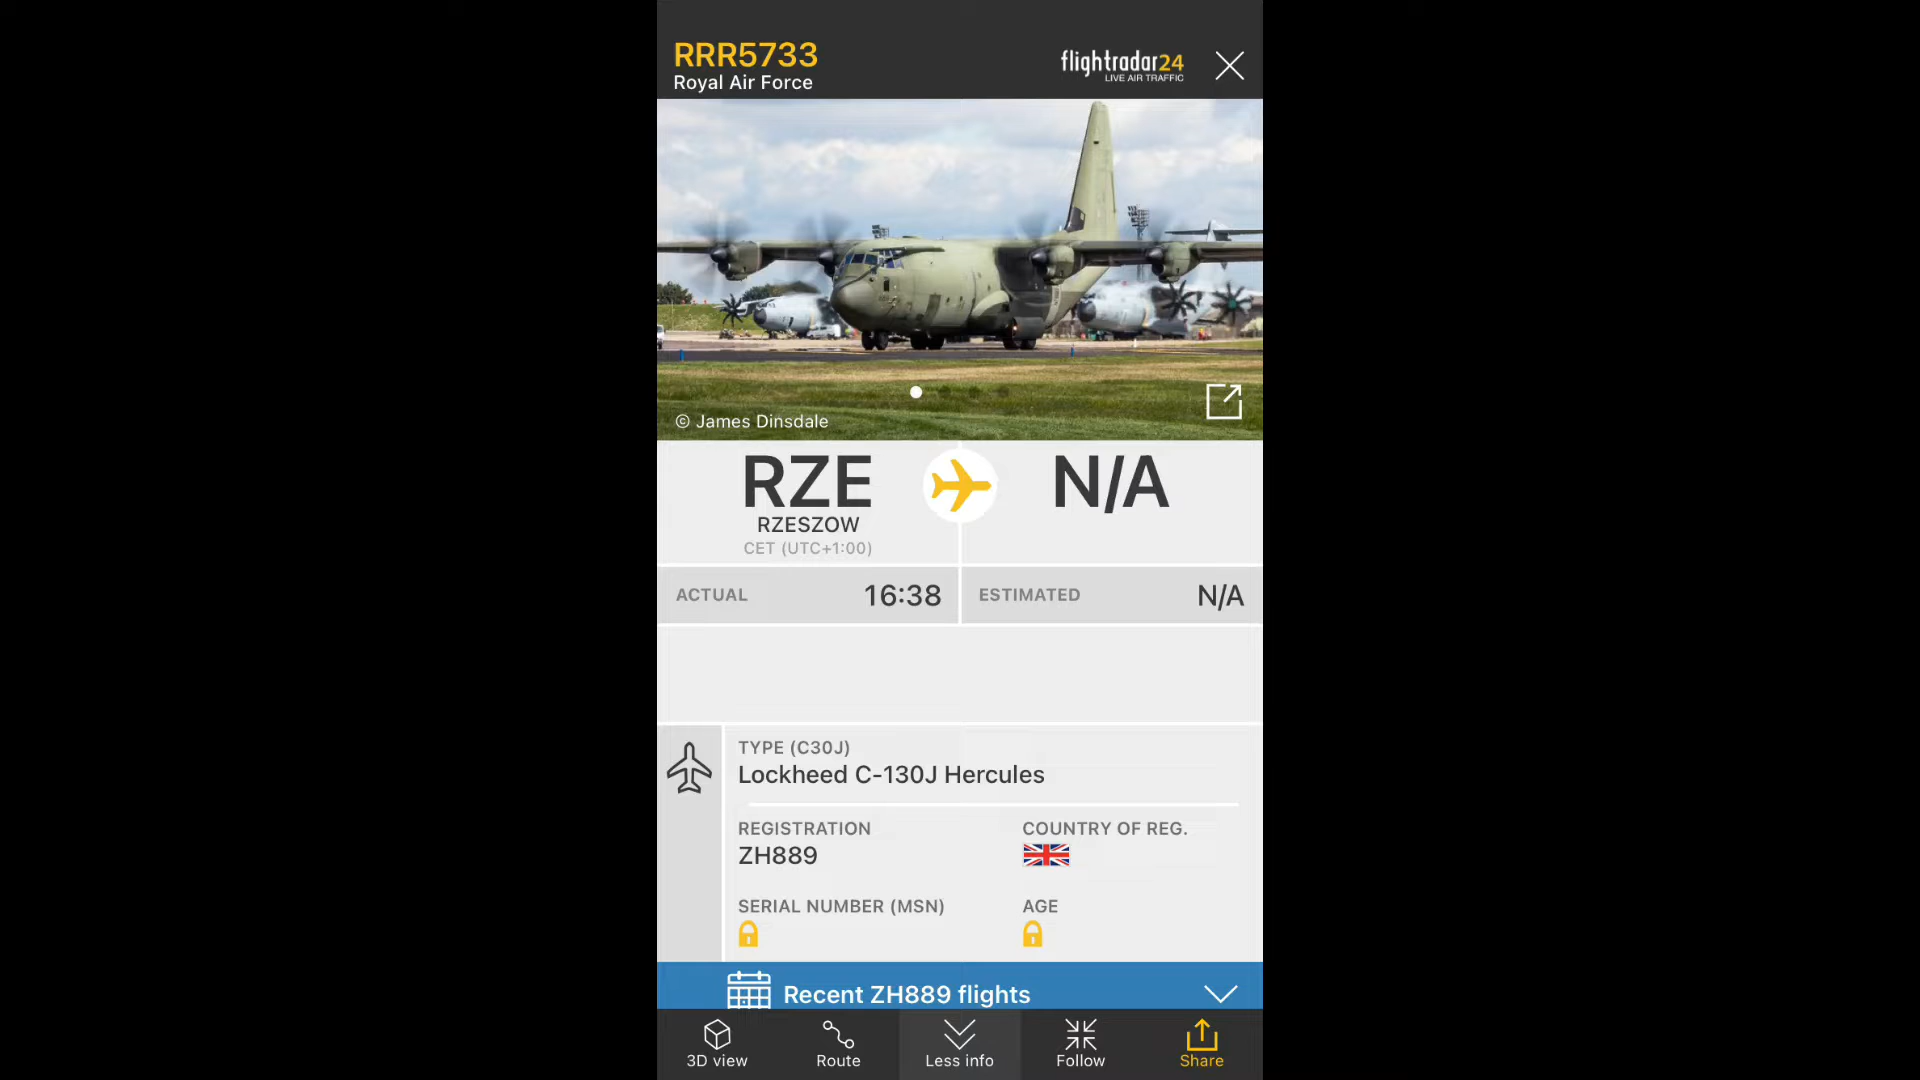 RRR5733
Royal Air Force
flightradar24
LIVE AIR TRAFFIC
© James Dinsdale
RZE
RZESZOW
CET (UTC+1:00)
N/A
ACTUAL 16:38
ESTIMATED N/A
TYPE (C30J)
Lockheed C-130J Hercules
REGISTRATION
ZH889
COUNTRY OF REG.
SERIAL NUMBER (MSN)
AGE
Recent ZH889 flights
3D view
Route
Less info
Follow
Share